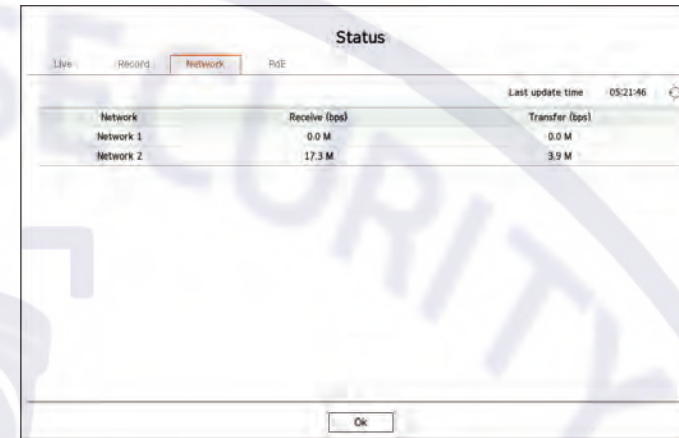 Status
Live Record Network PoE
Last update time 05:21:46
Network Receive (bps) Transfer (bps)
Network 1 0.0 M 0.0 M
Network 2 17.3 M 3.9 M
Ok
SECURITY